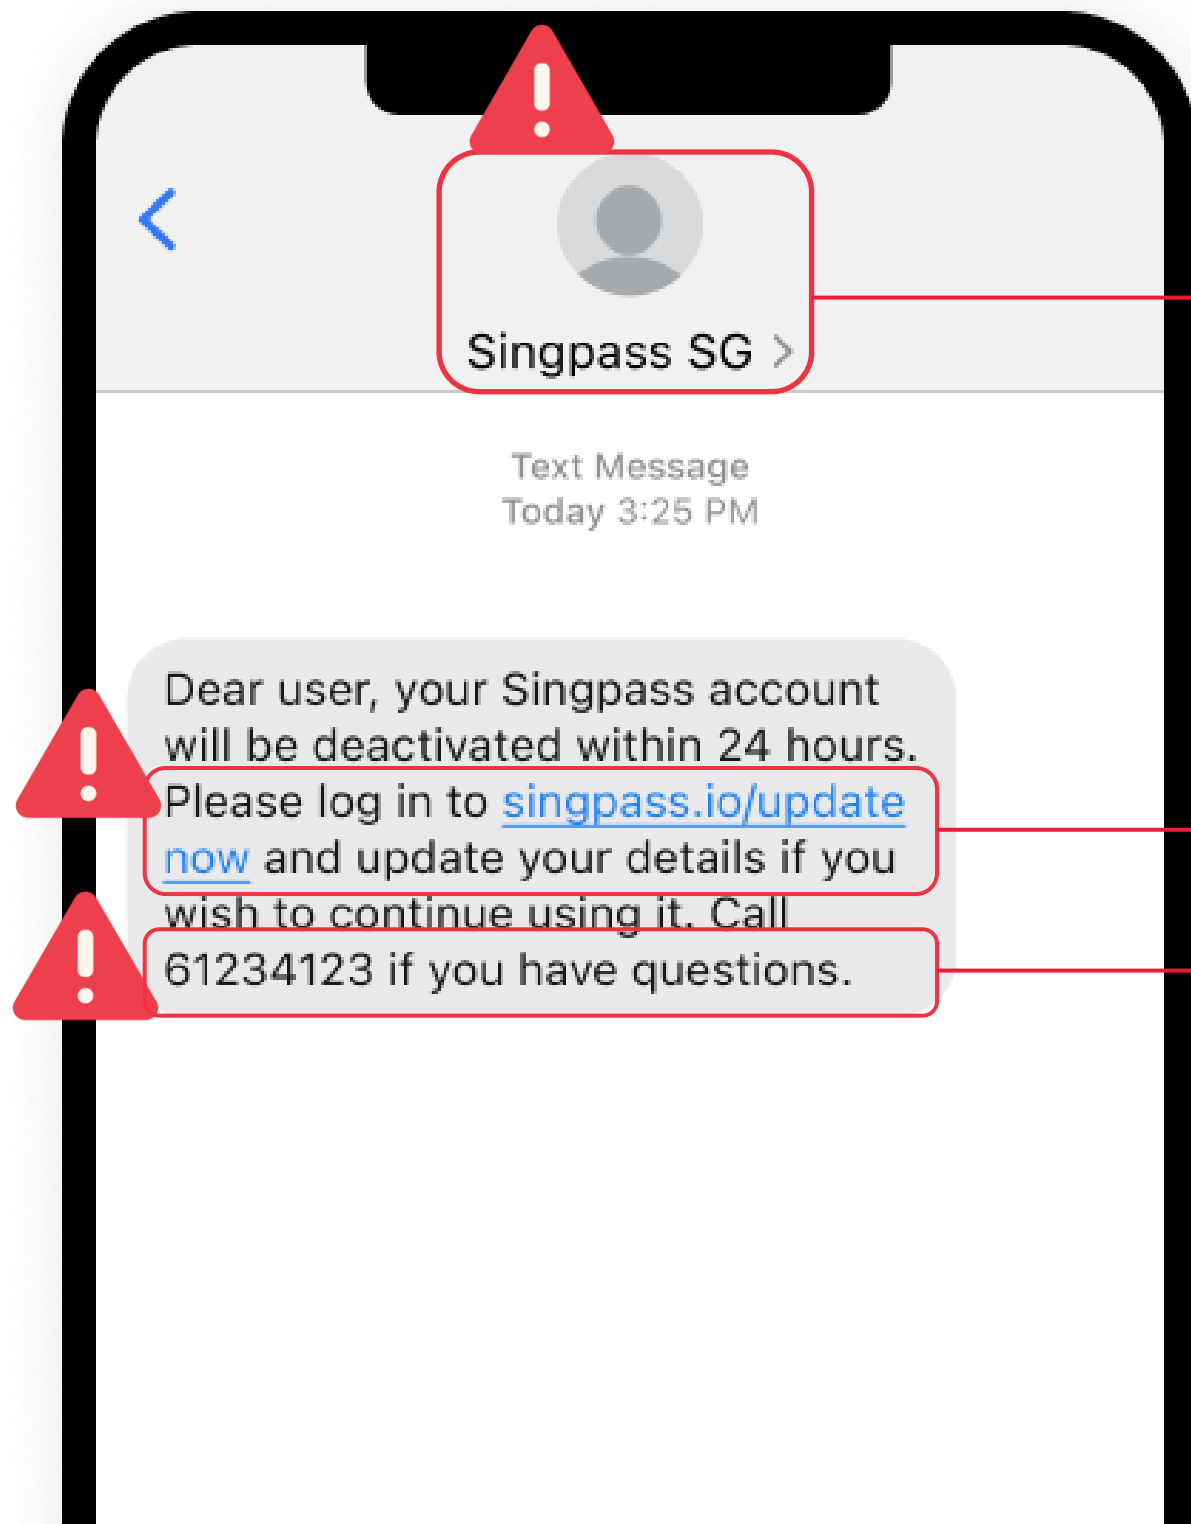 Singpass SG
Text Message
Today 3:25 PM
Dear user, your Singpass account
will be deactivated within 24 hours.
Please log in to singpass.io/update
now and update your details if you
wish to continue using it. Call
61234123 if you have questions.